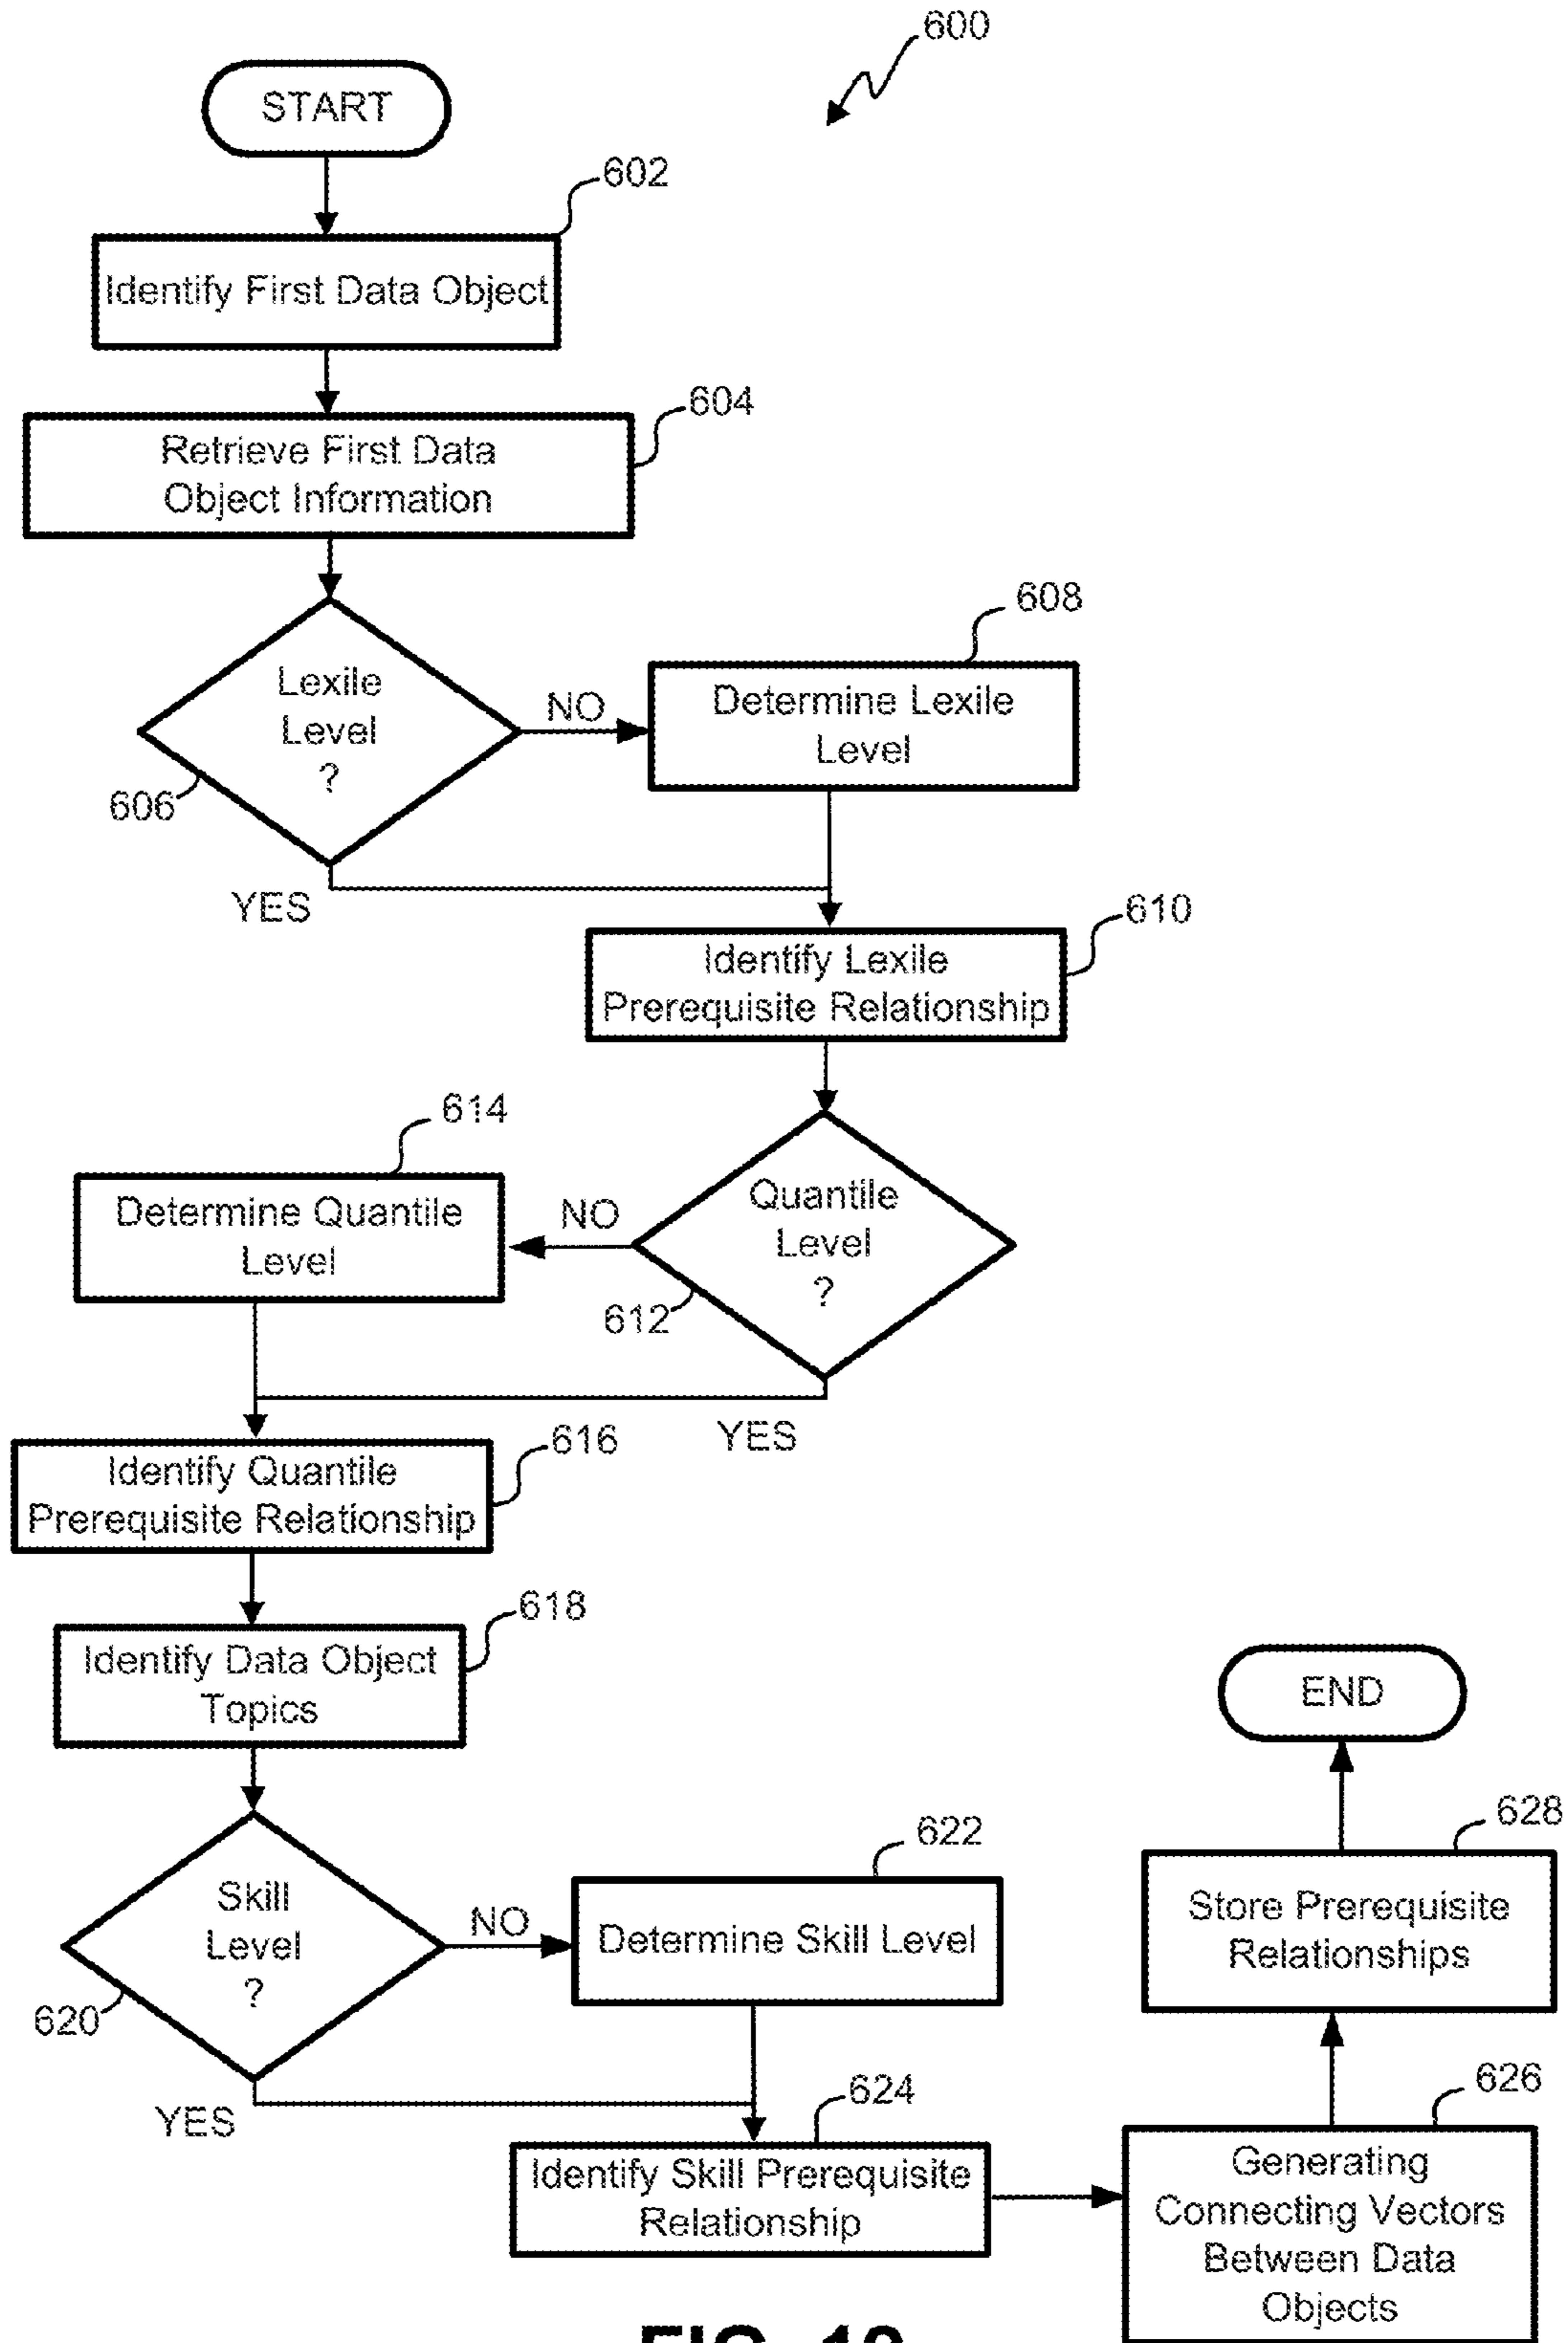 600
START
602
Identify First Data Object
604
Retrieve First Data
Object Information
608
Lexile
Level
?
NO
Determine Lexile
Level
606
YES
610
Identify Lexile
Prerequisite Relationship
614
Determine Quantile
Level
NO
Quantile
Level
?
612
YES
616
Identify Quantile
Prerequisite Relationship
618
Identify Data Object
Topics
END
628
Store Prerequisite
Relationships
622
Skill
Level
?
NO
Determine Skill Level
620
YES
624
Identify Skill Prerequisite
Relationship
626
Generating
Connecting Vectors
Between Data
Objects